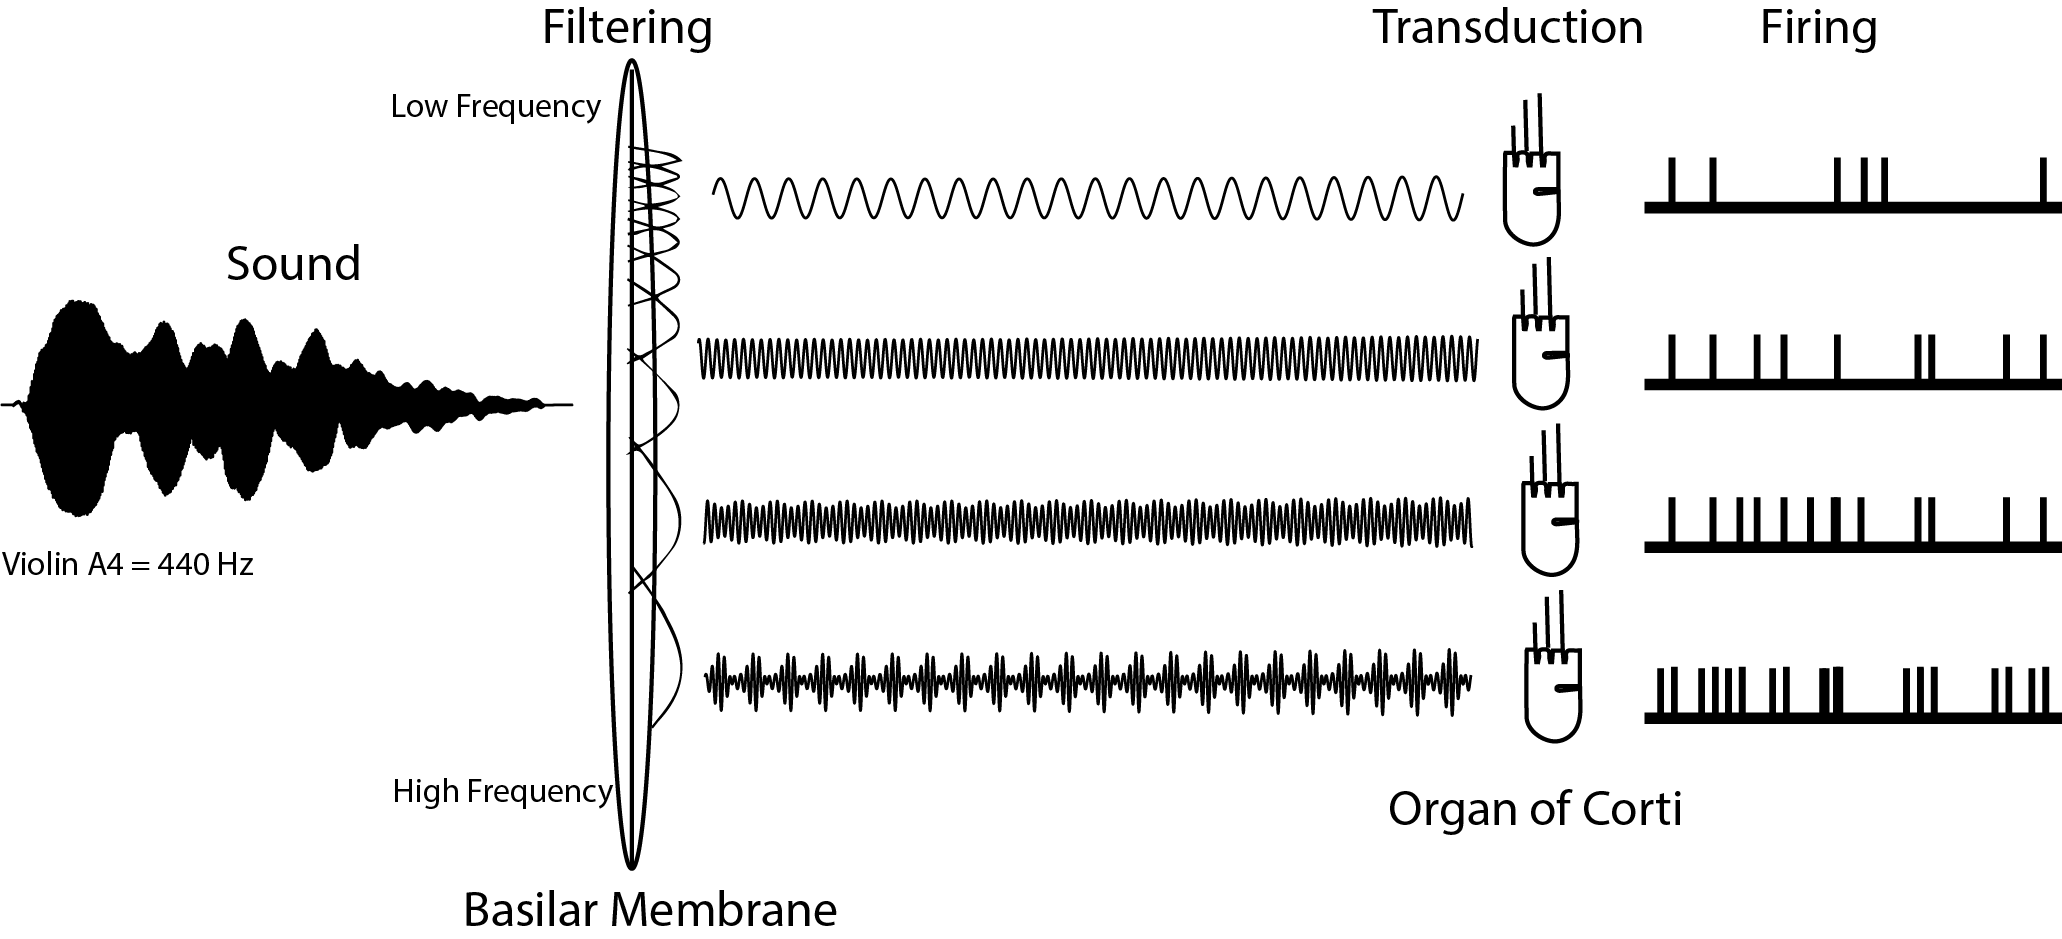 Filtering
Transduction
Firing
Low Frequency
Sound
Violin A4 = 440 Hz
High Frequency
Organ of Corti
Basilar Membrane